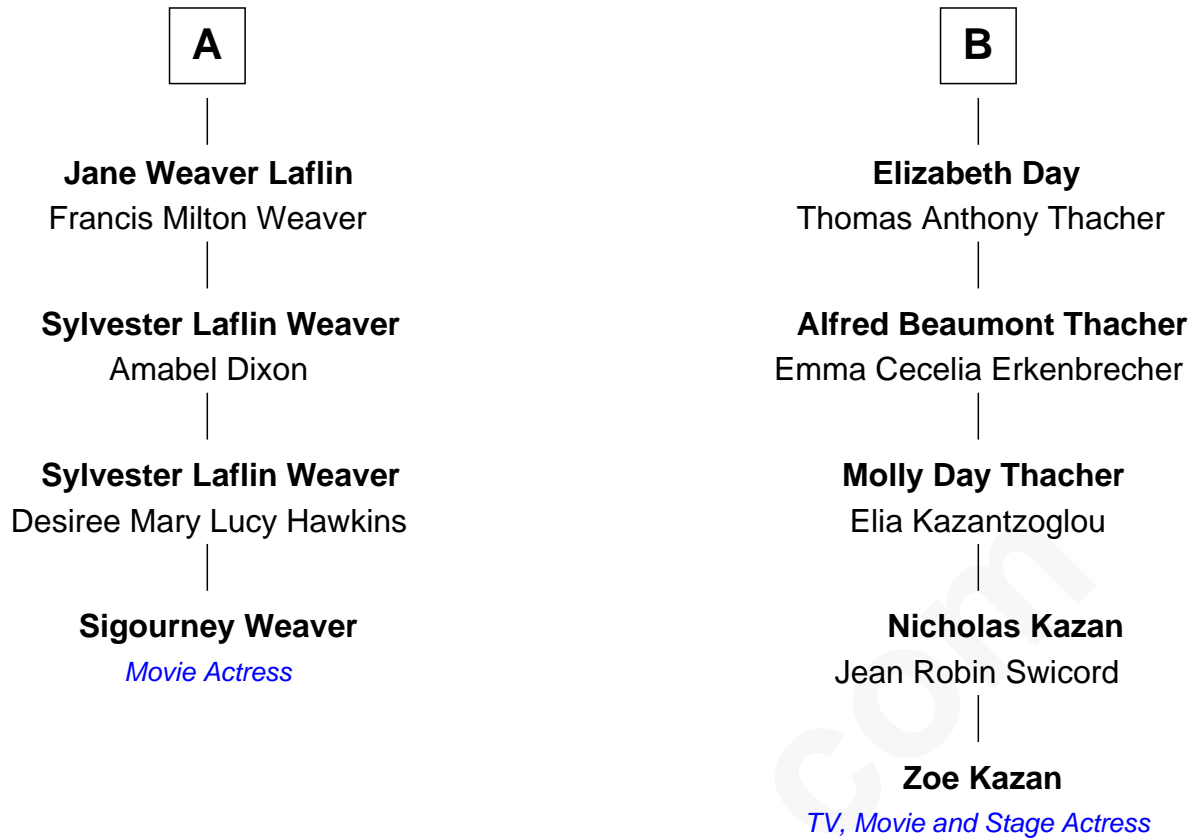 A
Jane Weaver Laflin
Francis Milton Weaver
Sylvester Laflin Weaver
Amabel Dixon
Sylvester Laflin Weaver
Desiree Mary Lucy Hawkins
Sigourney Weaver
Movie Actress
B
Elizabeth Day
Thomas Anthony Thacher
Alfred Beaumont Thacher
Emma Cecelia Erkenbrecher
Molly Day Thacher
Elia Kazantzoglou
Nicholas Kazan
Jean Robin Swicord
Zoe Kazan
TV, Movie and Stage Actress
com